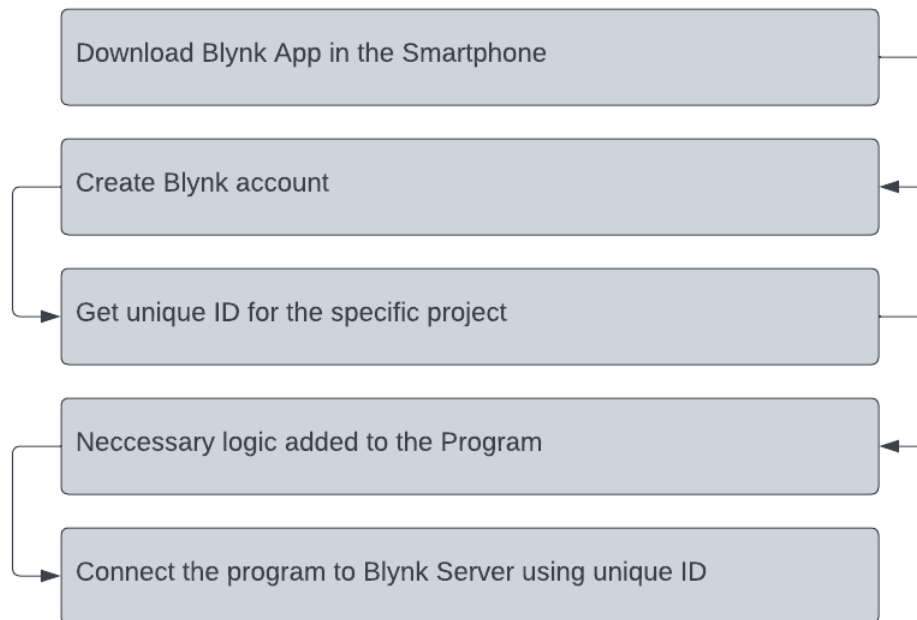 Download Blynk App in the Smartphone
Create Blynk account
Get unique ID for the specific project
Neccessary logic added to the Program
Connect the program to Blynk Server using unique ID